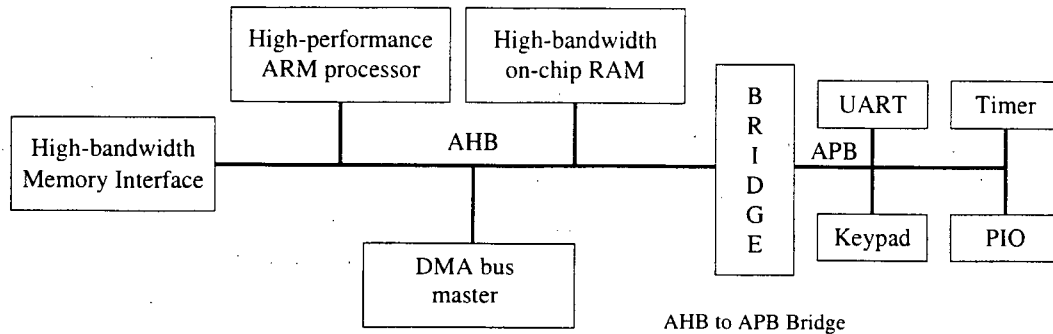 High-performance
ARM processor
High-bandwidth
on-chip RAM
High-bandwidth
Memory Interface
AHB
DMA bus
master
B
R
I
D
G
E
APB
UART
Timer
Keypad
PIO
AHB to APB Bridge